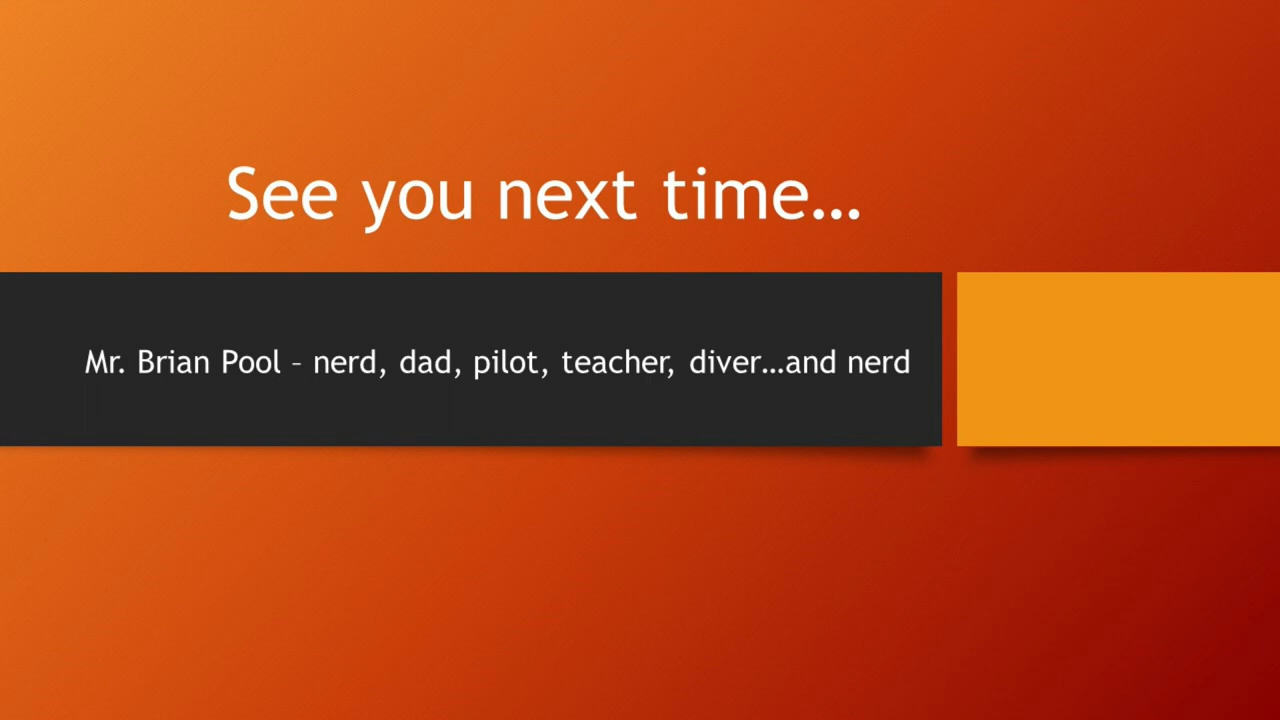 See you next time…
Mr. Brian Pool – nerd, dad, pilot, teacher, diver…and nerd